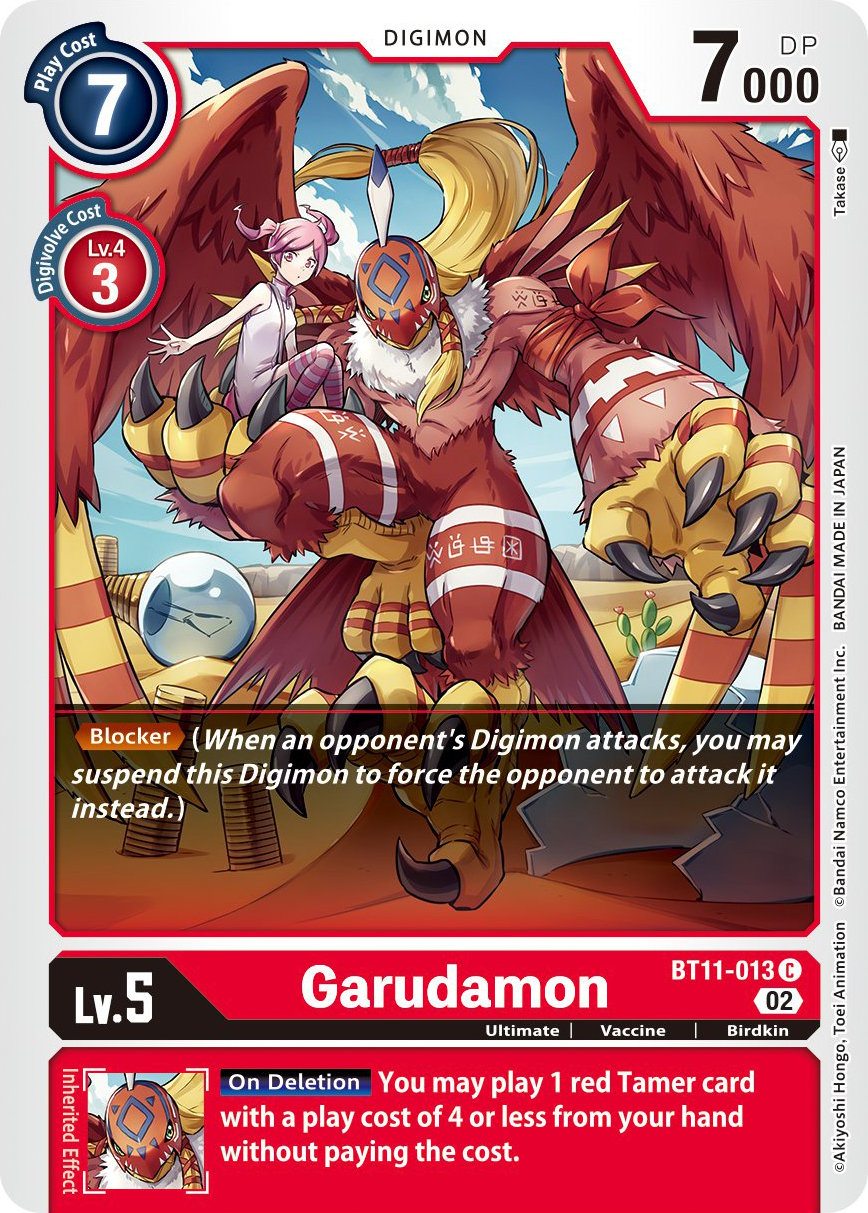 DIGIMON
Play Cost
7
7000
DP
Digivolve Cost
Lv.4
3
Takase
Blocker (When an opponent's Digimon attacks, you may
suspend this Digimon to force the opponent to attack it
instead.)
©Akiyoshi Hongo, Toei Animation ©Bandai Namco Entertainment Inc. BANDAI MADE IN JAPAN
Lv.5
Garudamon
BT11-013 C
02
Ultimate | Vaccine | Birdkin
Inherited Effect
On Deletion You may play 1 red Tamer card
with a play cost of 4 or less from your hand
without paying the cost.